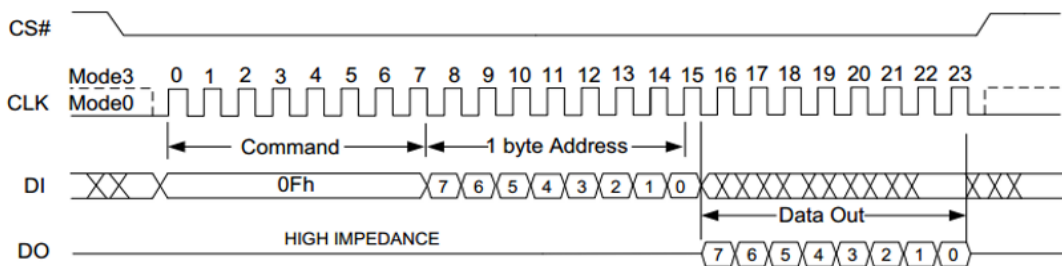 CS#
Mode3 0 1 2 3 4 5 6 7 8 9 10 11 12 13 14 15 16 17 18 19 20 21 22 23
CLK Mode0
Command 1 byte Address
DI 0Fh 7 6 5 4 3 2 1 0
Data Out
DO HIGH IMPEDANCE 7 6 5 4 3 2 1 0